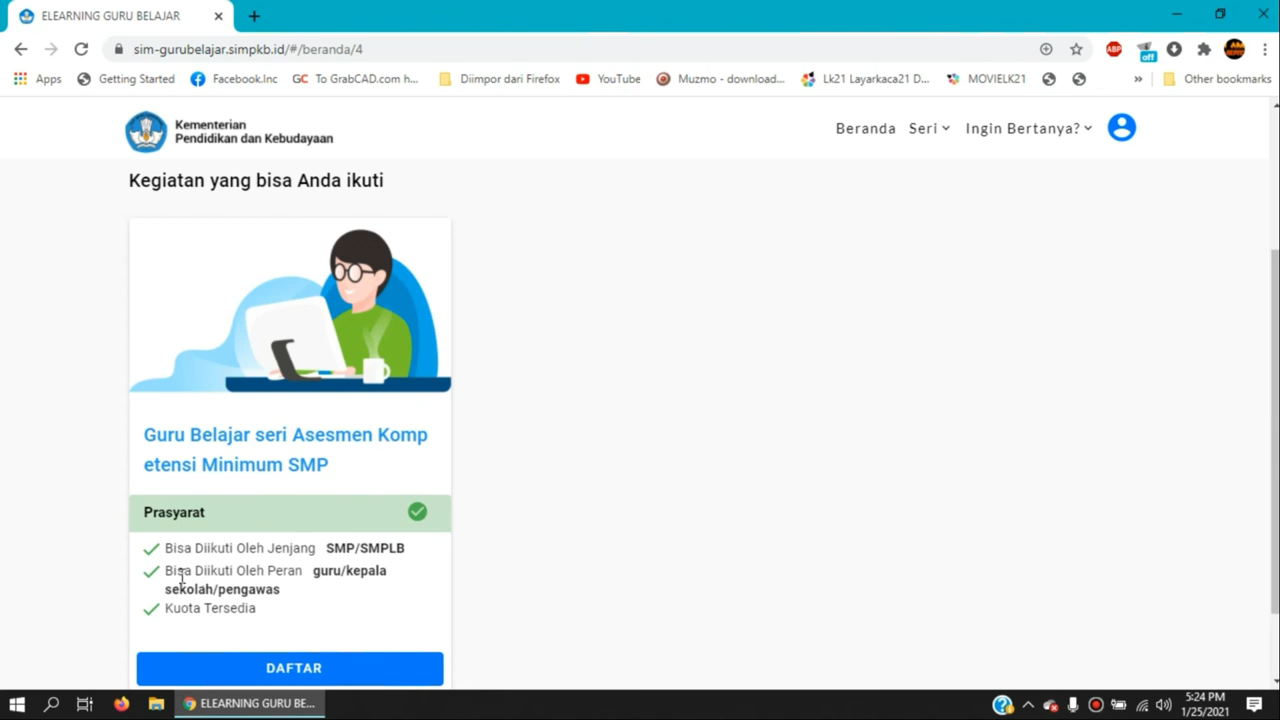 ELEARNING GURU BELAJAR
sim-gurubelajar.simpkb.id/#/beranda/4
ABP
off
Apps
Getting Started
Facebook.Inc
GC To GrabCAD.com h...
Diimpor dari Firefox
YouTube
Muzmo - download...
Lk21 Layarkaca21 D...
MOVIELK21
»
Other bookmarks
Kementerian
Pendidikan dan Kebudayaan
Beranda Seri Ingin Bertanya?
Kegiatan yang bisa Anda ikuti
Guru Belajar seri Asesmen Komp
etensi Minimum SMP
Prasyarat
Bisa Diikuti Oleh Jenjang SMP/SMPLB
Bisa Diikuti Oleh Peran guru/kepala
sekolah/pengawas
Kuota Tersedia
DAFTAR
ELEARNING GURU BE...
5:24 PM
1/25/2021